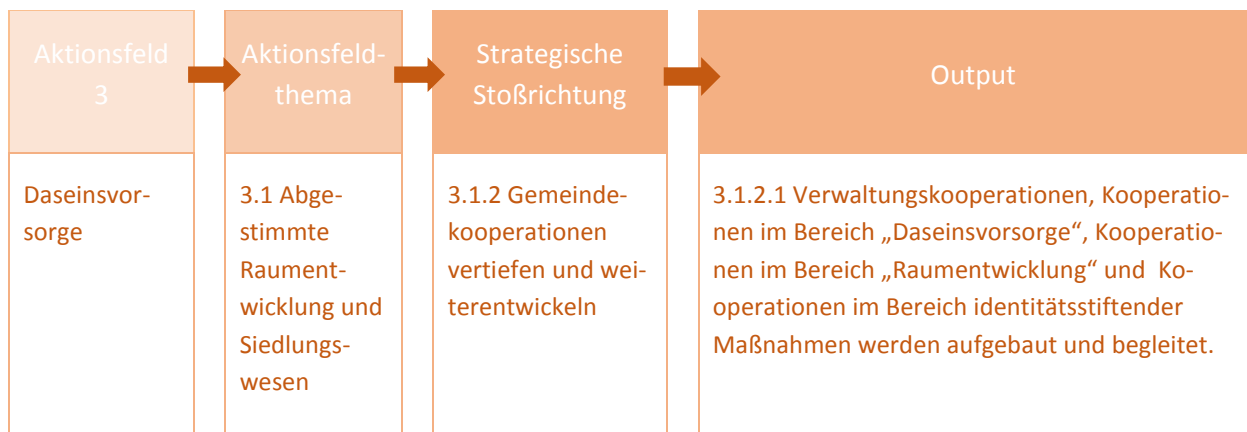 Aktionsfeld
3
Aktionsfeld-
thema
Strategische
Stoßrichtung
Output
Daseinsvor-
sorge
3.1 Abge-
stimmte
Raument-
wicklung und
Siedlungs-
wesen
3.1.2 Gemeinde-
kooperationen
vertiefen und wei-
terentwickeln
3.1.2.1 Verwaltungskooperationen, Kooperatio-
nen im Bereich „Daseinsvorsorge“, Kooperatio-
nen im Bereich „Raumentwicklung“ und  Ko-
operationen im Bereich identitätsstiftender
Maßnahmen werden aufgebaut und begleitet.